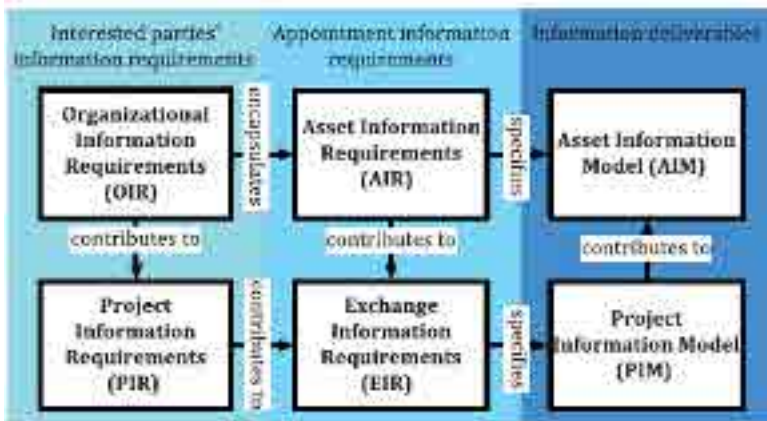 Interested parties'
information requirements
Appointment information
requirements
Information deliverables
Organizational
Information
Requirements
(OIR)
encapsulates
Asset Information
Requirements
(AIR)
specifies
Asset Information
Model (AIM)
contributes to
contributes to
contributes to
Project
Information
Requirements
(PIR)
contributes to
Exchange
Information
Requirements
(EIR)
specifies
Project
Information Model
(PIM)